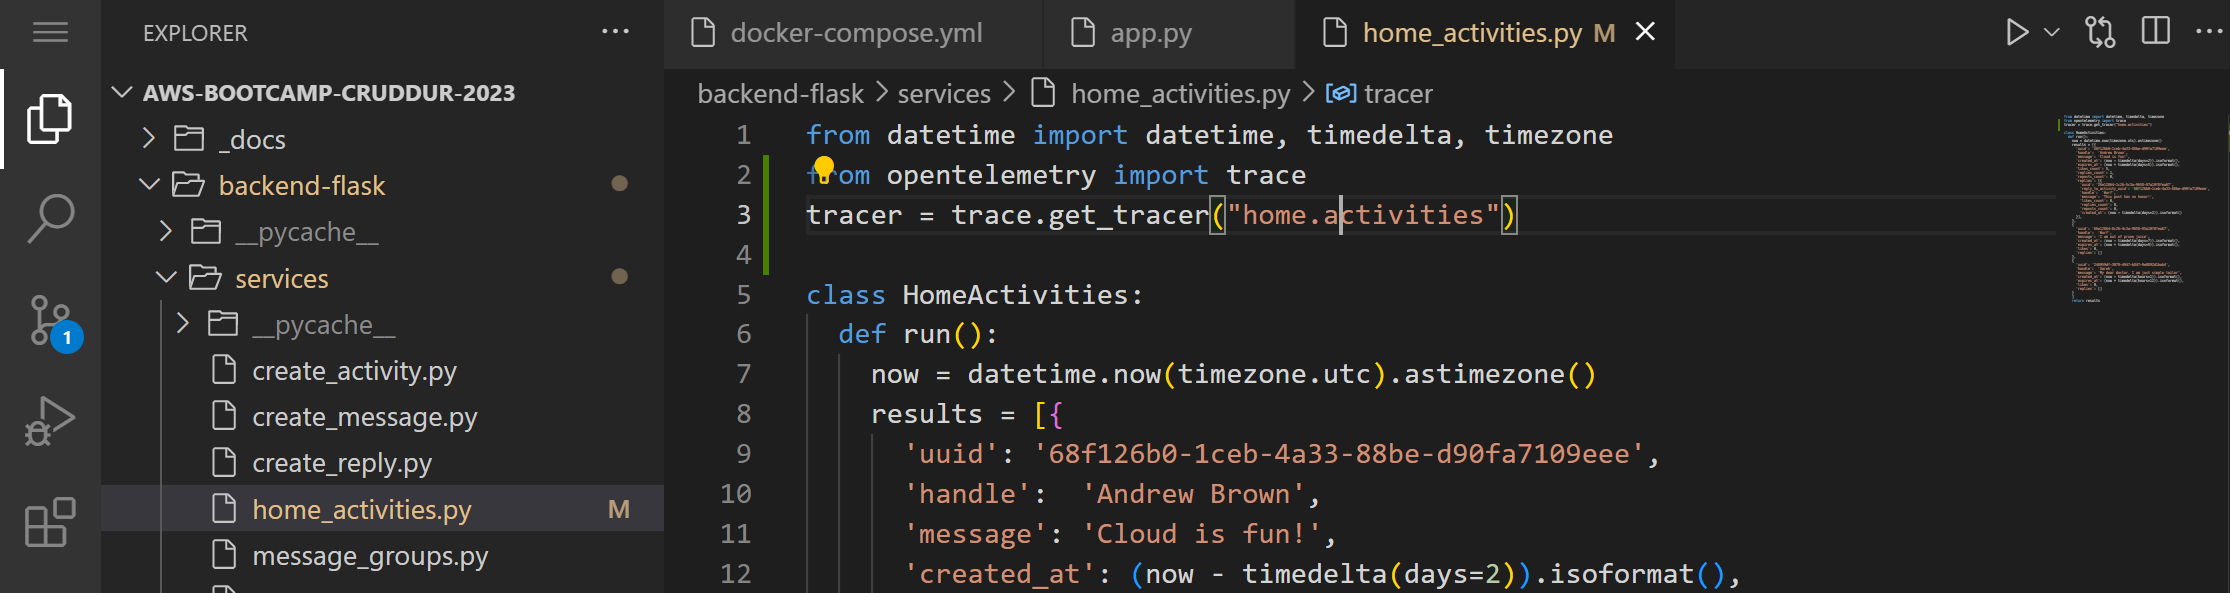 EXPLORER
AWS-BOOTCAMP-CRUDDUR-2023
_docs
backend-flask
__pycache__
services
__pycache__
create_activity.py
create_message.py
create_reply.py
home_activities.py M
message_groups.py
1
docker-compose.yml
app.py
home_activities.py M
backend-flask > services > home_activities.py > tracer
1 from datetime import datetime, timedelta, timezone
2 from opentelemetry import trace
3 tracer = trace.get_tracer("home.activities")
4
5 class HomeActivities:
6 def run():
7 now = datetime.now(timezone.utc).astimezone()
8 results = [{
9 'uuid': '68f126b0-1ceb-4a33-88be-d90fa7109eee',
10 'handle':  'Andrew Brown',
11 'message': 'Cloud is fun!',
12 'created_at': (now - timedelta(days=2)).isoformat(),